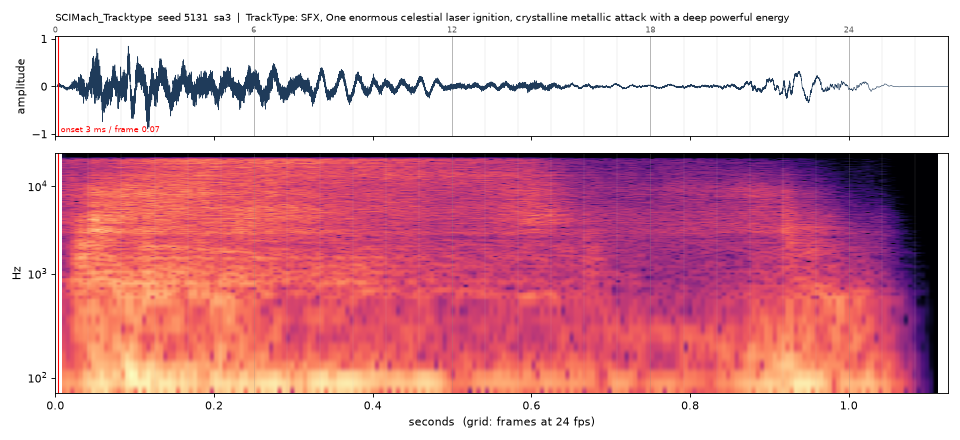 SCIMach_Tracktype  seed 5131  sa3  |  TrackType: SFX, One enormous celestial laser ignition, crystalline metallic attack with a deep powerful energy
0 6 12 18 24
1
0
−1
amplitude
onset 3 ms / frame 0.07
10⁴
10³
10²
Hz
0.0 0.2 0.4 0.6 0.8 1.0
seconds  (grid: frames at 24 fps)